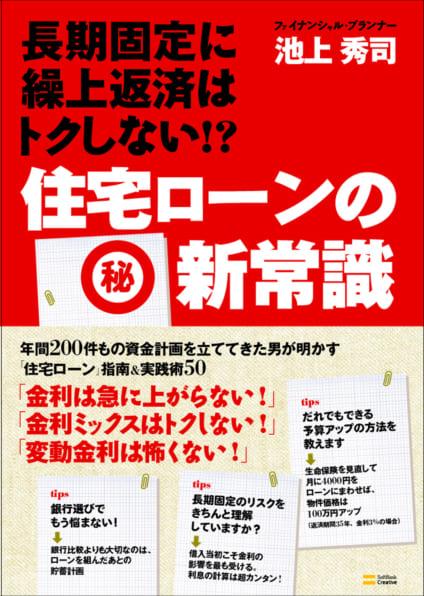 長期固定に
繰上返済は
トクしない!?
ファイナンシャル・プランナー
池上 秀司
住宅ローンの
㊙
新常識
年間200件もの資金計画を立ててきた男が明かす
「住宅ローン」指南&実践術50
「金利は急に上がらない!」
「金利ミックスはトクしない!」
「変動金利は怖くない!」
tips
だれでもできる
予算アップの方法を
教えます
生命保険を見直して
月に4000円を
ローンにまわせば、
物件価格は
100万円アップ
(返済期間35年、金利3%の場合)
tips
銀行選びで
もう悩まない!
銀行比較よりも大切なのは、
ローンを組んだあとの
貯蓄計画
tips
長期固定のリスクを
きちんと理解
していますか?
借入当初こそ金利の
影響を最も受ける。
利息の計算は超カンタン!
SoftBank
Creative